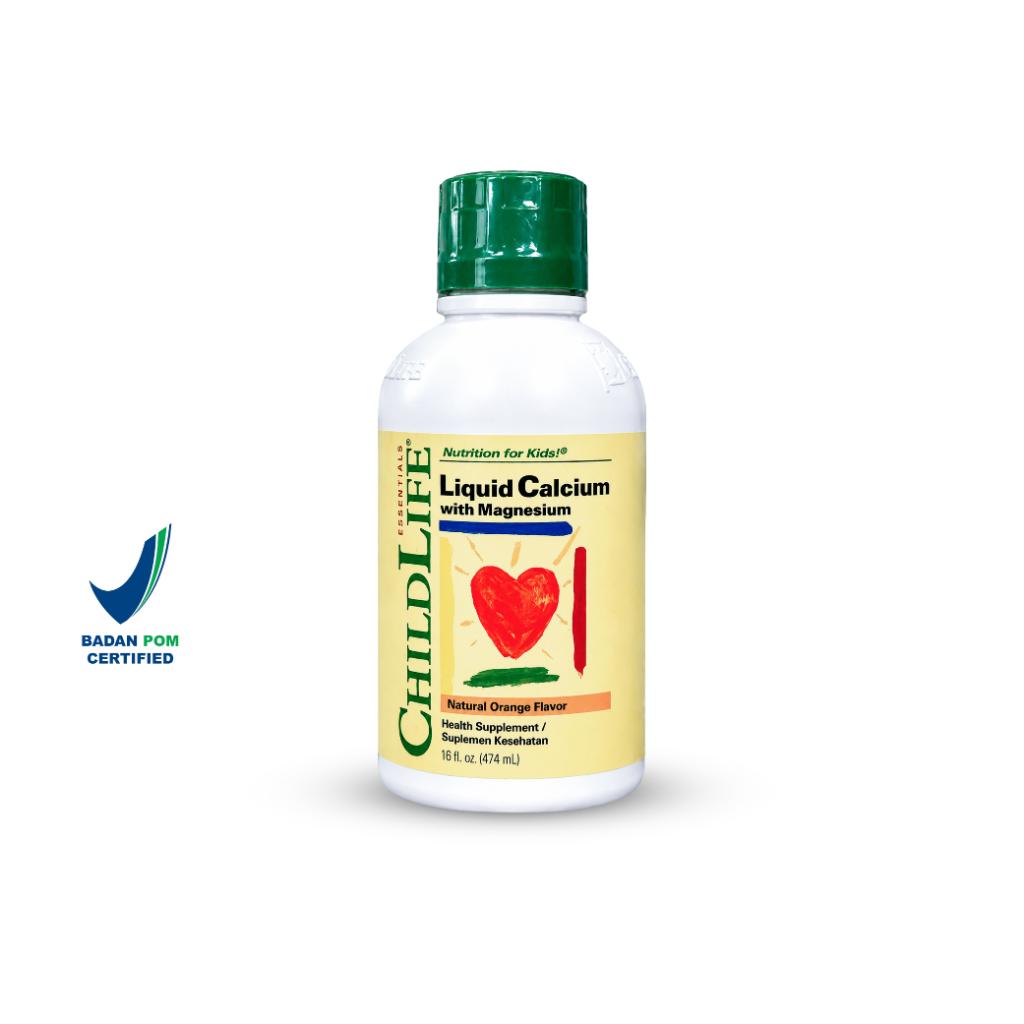 ESSENTIALS
CHILDLIFE®
Nutrition for Kids!®
Liquid Calcium
with Magnesium
Natural Orange Flavor
Health Supplement /
Suplemen Kesehatan
16 fl. oz. (474 mL)
BADAN POM
CERTIFIED